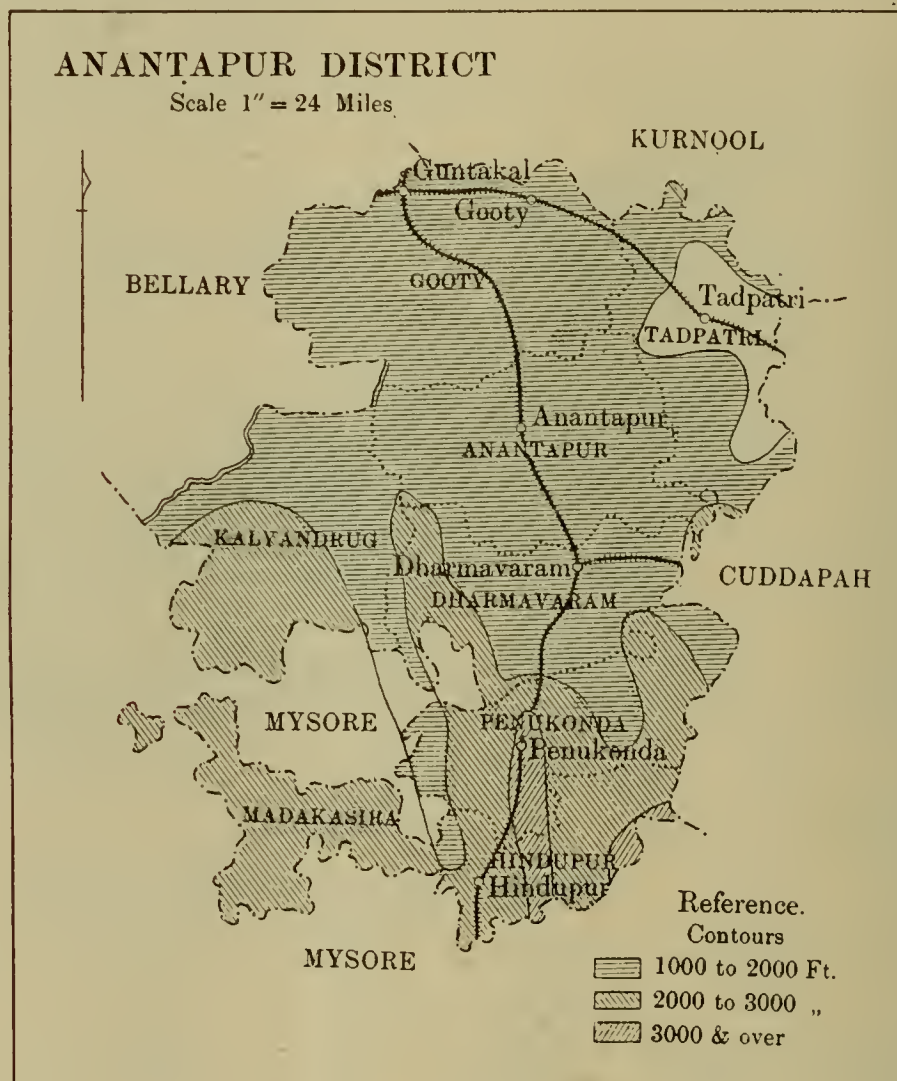 ANANTAPUR DISTRICT
Scale 1" = 24 Miles
KURNOOL
Guntakal
Gooty
BELLARY
GOOTY
Tadpatri
TADPATRI
Anantapur
ANANTAPUR
KALYANDRUG
Dharmavaram
CUDDAPAH
DHARMAVARAM
MYSORE
PENUKONDA
Penukonda
MADAKASIRA
HINDUPUR
Hindupur
MYSORE
Reference.
Contours
1000 to 2000 Ft.
2000 to 3000 „
3000 & over